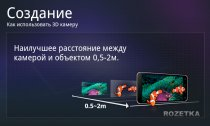 Создание
Как использовать 3D камеру
Наилучшее расстояние между
камерой и объектом 0,5-2м.
0.5~2m
ROZETKA